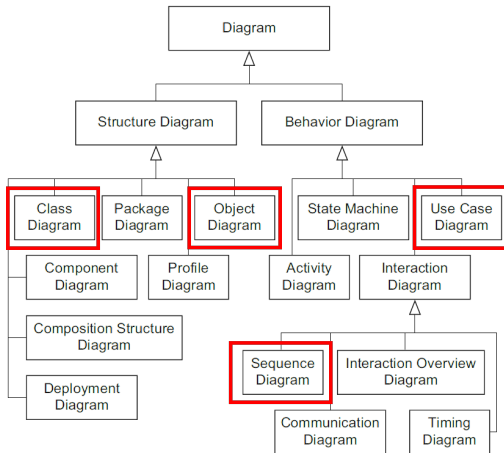 Diagram
Structure Diagram
Behavior Diagram
Class
Diagram
Package
Diagram
Object
Diagram
State Machine
Diagram
Use Case
Diagram
Component
Diagram
Profile
Diagram
Activity
Diagram
Interaction
Diagram
Composition Structure
Diagram
Sequence
Diagram
Interaction Overview
Diagram
Deployment
Diagram
Communication
Diagram
Timing
Diagram